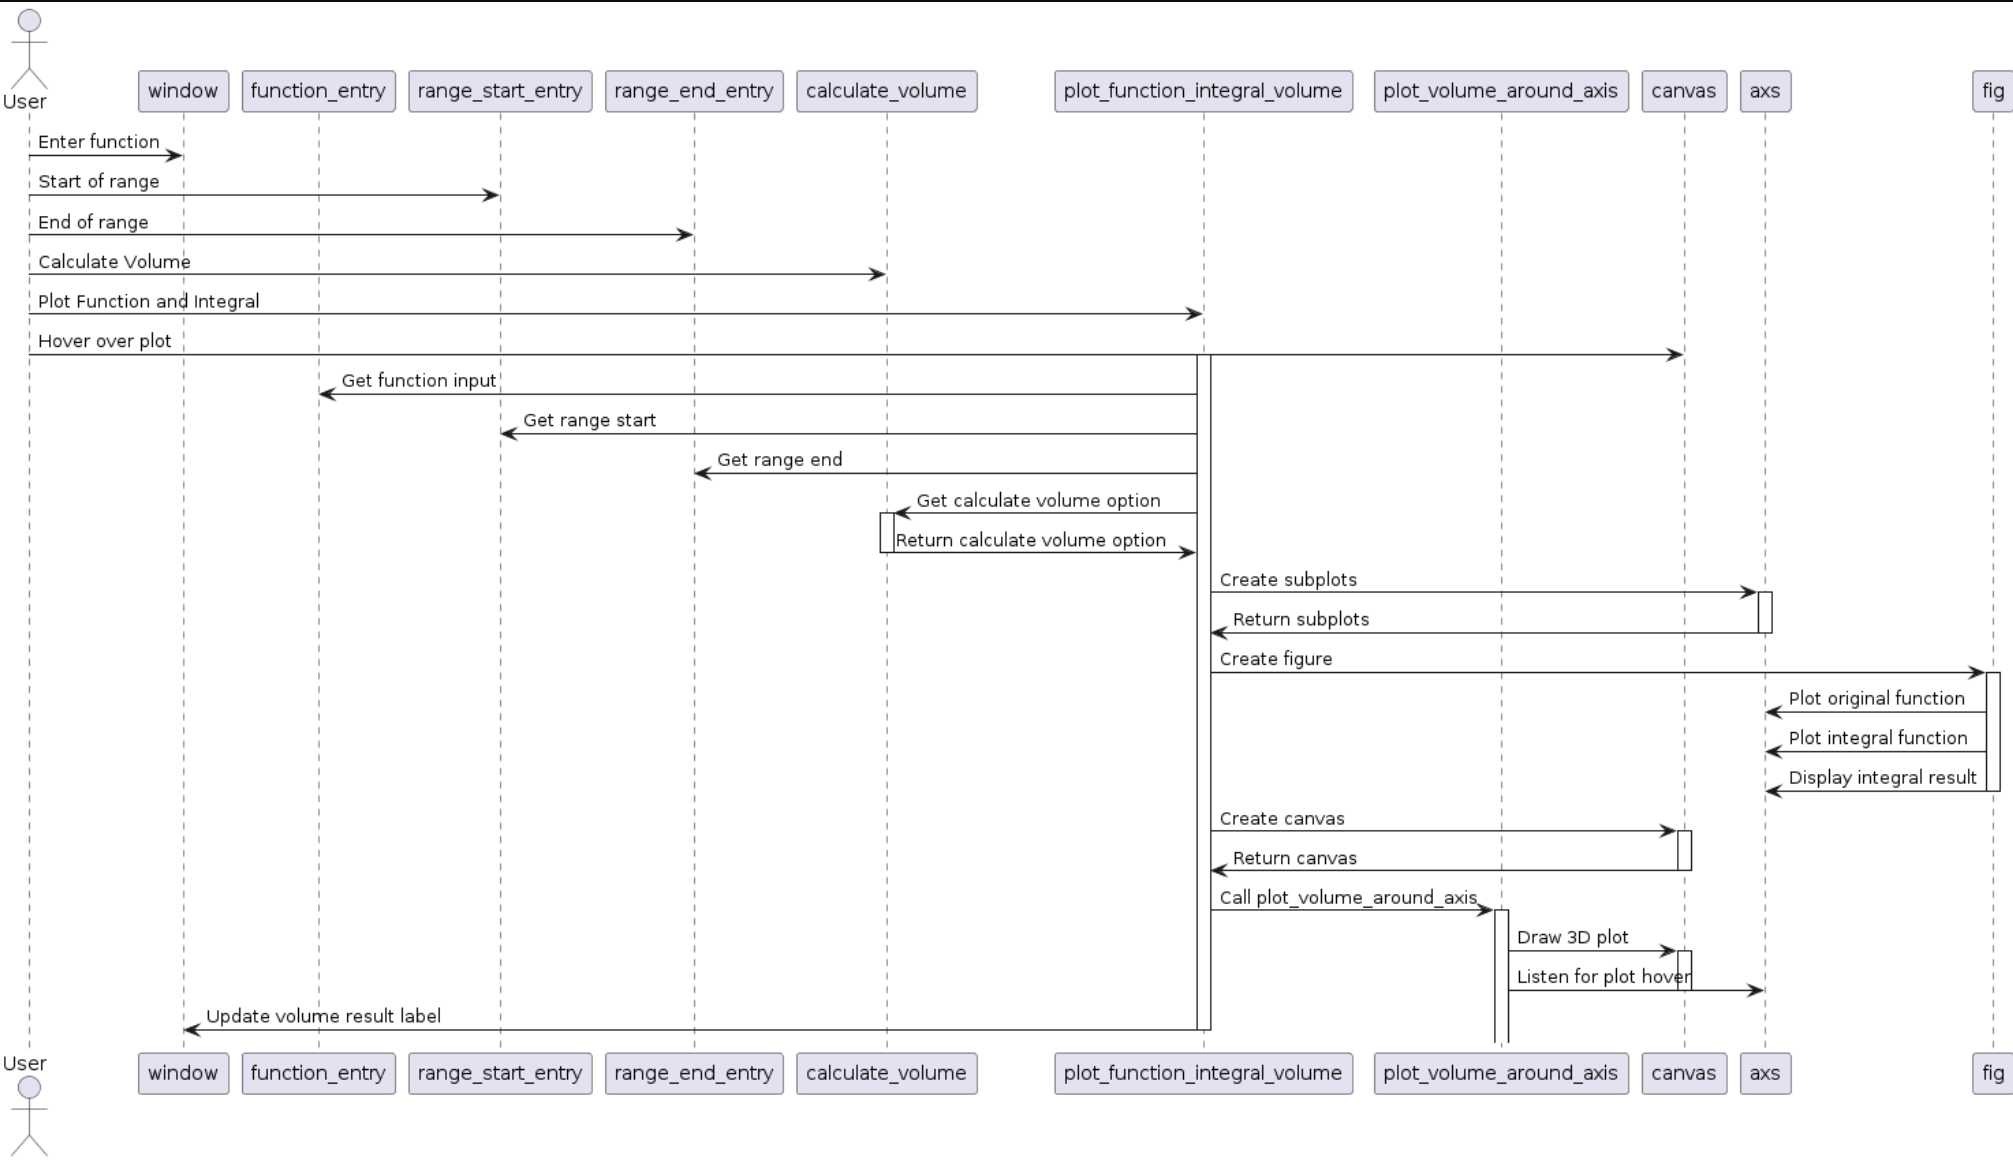 User
window
function_entry
range_start_entry
range_end_entry
calculate_volume
plot_function_integral_volume
plot_volume_around_axis
canvas
axs
fig
Enter function
Start of range
End of range
Calculate Volume
Plot Function and Integral
Hover over plot
Get function input
Get range start
Get range end
Get calculate volume option
Return calculate volume option
Create subplots
Return subplots
Create figure
Plot original function
Plot integral function
Display integral result
Create canvas
Return canvas
Call plot_volume_around_axis
Draw 3D plot
Listen for plot hover
Update volume result label
User
window
function_entry
range_start_entry
range_end_entry
calculate_volume
plot_function_integral_volume
plot_volume_around_axis
canvas
axs
fig